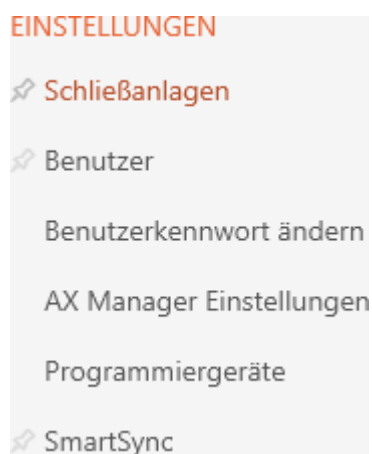 EINSTELLUNGEN
Schließanlagen
Benutzer
Benutzerkennwort ändern
AX Manager Einstellungen
Programmiergeräte
SmartSync